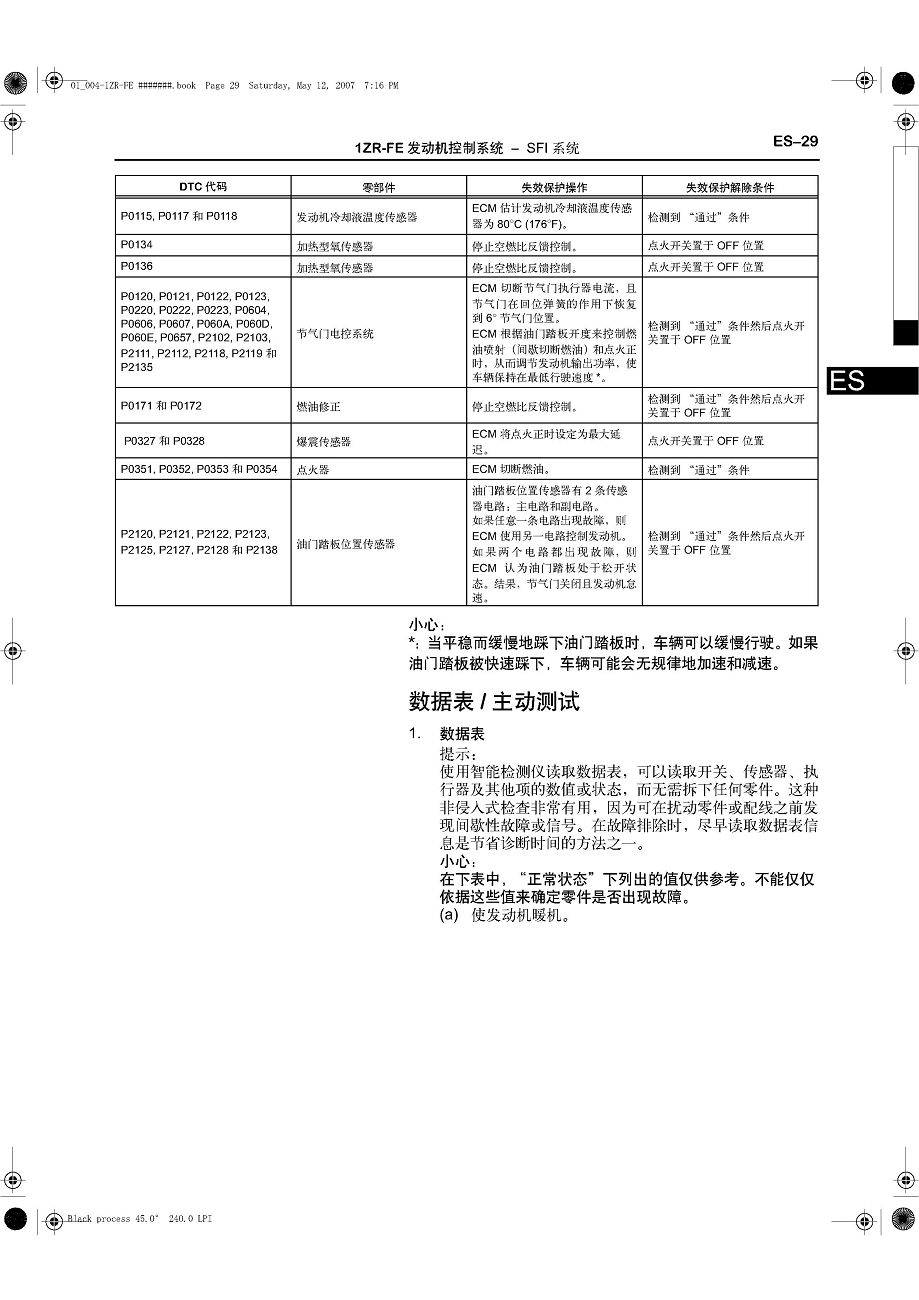 01_004-1ZR-FE #######.book Page 29 Saturday, May 12, 2007 7:16 PM
1ZR-FE 发动机控制系统 – SFI 系统
ES–29
DTC 代码
零部件
失效保护操作
失效保护解除条件
P0115, P0117 和 P0118
发动机冷却液温度传感器
ECM 估计发动机冷却液温度传感
器为 80°C (176°F)。
检测到 “通过”条件
P0134
加热型氧传感器
停止空燃比反馈控制。
点火开关置于 OFF 位置
P0136
加热型氧传感器
停止空燃比反馈控制。
点火开关置于 OFF 位置
P0120, P0121, P0122, P0123,
P0220, P0222, P0223, P0604,
P0606, P0607, P060A, P060D,
P060E, P0657, P2102, P2103,
P2111, P2112, P2118, P2119 和
P2135
节气门电控系统
ECM 切断节气门执行器电流，且
节气门在回位弹簧的作用下恢复
到 6° 节气门位置。
ECM 根据油门踏板开度来控制燃
油喷射（间歇切断燃油）和点火正
时，从而调节发动机输出功率，使
车辆保持在最低行驶速度 *。
检测到 “通过”条件然后点火开
关置于 OFF 位置
P0171 和 P0172
燃油修正
停止空燃比反馈控制。
检测到 “通过”条件然后点火开
关置于 OFF 位置
P0327 和 P0328
爆震传感器
ECM 将点火正时设定为最大延
迟。
点火开关置于 OFF 位置
P0351, P0352, P0353 和 P0354
点火器
ECM 切断燃油。
检测到 “通过”条件
P2120, P2121, P2122, P2123,
P2125, P2127, P2128 和 P2138
油门踏板位置传感器
油门踏板位置传感器有 2 条传感
器电路：主电路和副电路。
如果任意一条电路出现故障，则
ECM 使用另一电路控制发动机。
如果两个电路都出现故障，则
ECM 认为油门踏板处于松开状
态。结果，节气门关闭且发动机怠
速。
检测到 “通过”条件然后点火开
关置于 OFF 位置
ES
小心：
*：当平稳而缓慢地踩下油门踏板时，车辆可以缓慢行驶。如果
油门踏板被快速踩下，车辆可能会无规律地加速和减速。
数据表 / 主动测试
1. 数据表
提示：
使用智能检测仪读取数据表，可以读取开关、传感器、执
行器及其他项的数值或状态，而无需拆下任何零件。这种
非侵入式检查非常有用，因为可在扰动零件或配线之前发
现间歇性故障或信号。在故障排除时，尽早读取数据表信
息是节省诊断时间的方法之一。
小心：
在下表中，“正常状态”下列出的值仅供参考。不能仅仅
依据这些值来确定零件是否出现故障。
(a) 使发动机暖机。
Black process 45.0° 240.0 LPI